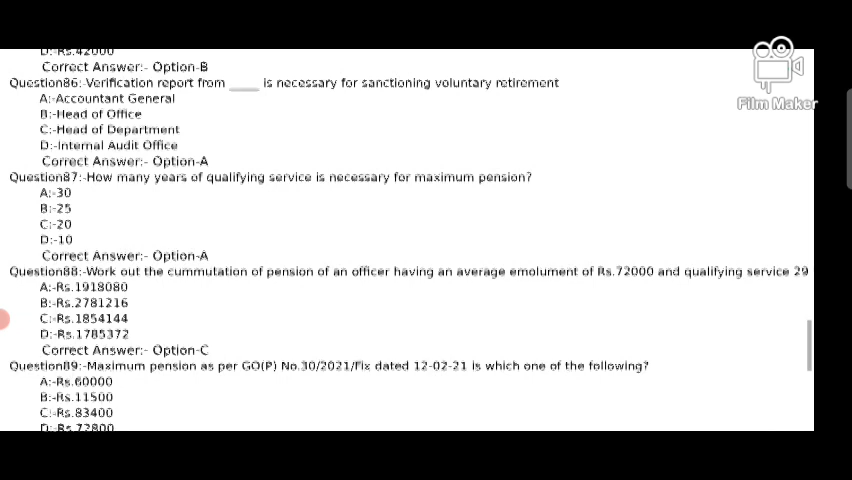 D:-Rs.42000
Correct Answer:- Option-B
Question86:-Verification report from _____ is necessary for sanctioning voluntary retirement
A:-Accountant General
B:-Head of Office
C:-Head of Department
D:-Internal Audit Office
Correct Answer:- Option-A
Question87:-How many years of qualifying service is necessary for maximum pension?
A:-30
B:-25
C:-20
D:-10
Correct Answer:- Option-A
Question88:-Work out the cummutation of pension of an officer having an average emolument of Rs.72000 and qualifying service 29
A:-Rs.1918080
B:-Rs.2781216
C:-Rs.1854144
D:-Rs.1785372
Correct Answer:- Option-C
Question89:-Maximum pension as per GO(P) No.30/2021/Fix dated 12-02-21 is which one of the following?
A:-Rs.60000
B:-Rs.11500
C:-Rs.83400
D:-Rs.72800
Film Maker